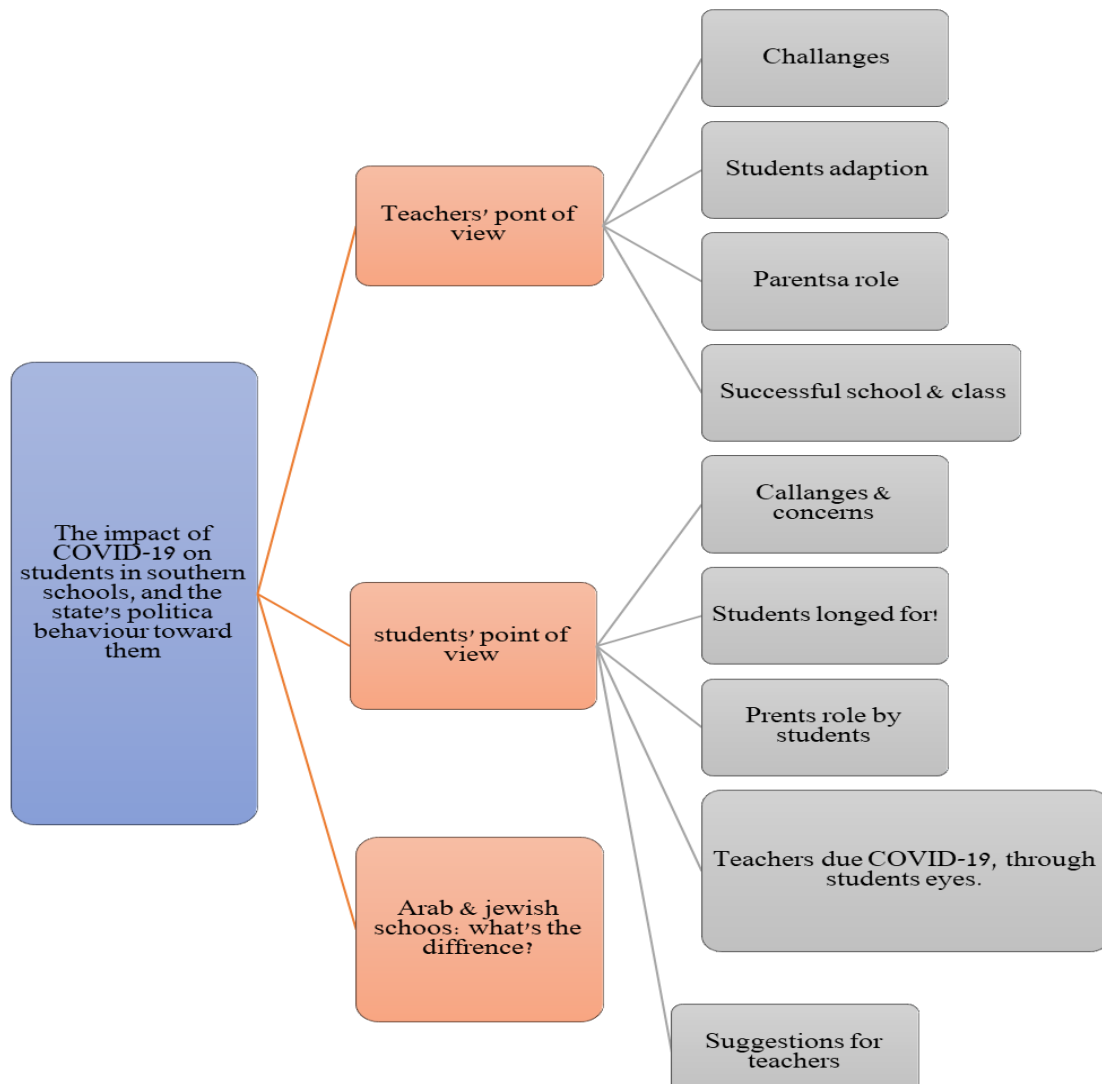 The impact of
COVID-19 on
students in southern
schools, and the
state's politica
behaviour toward
them
Teachers' pont of
view
Challanges
Students adaption
Parentsa role
Successful school & class
students' point of
view
Callanges &
concerns
Students longed for!
Prents role by
students
Teachers due COVID-19, through
students eyes.
Suggestions for
teachers
Arab & jewish
schoos: what's the
diffrence?